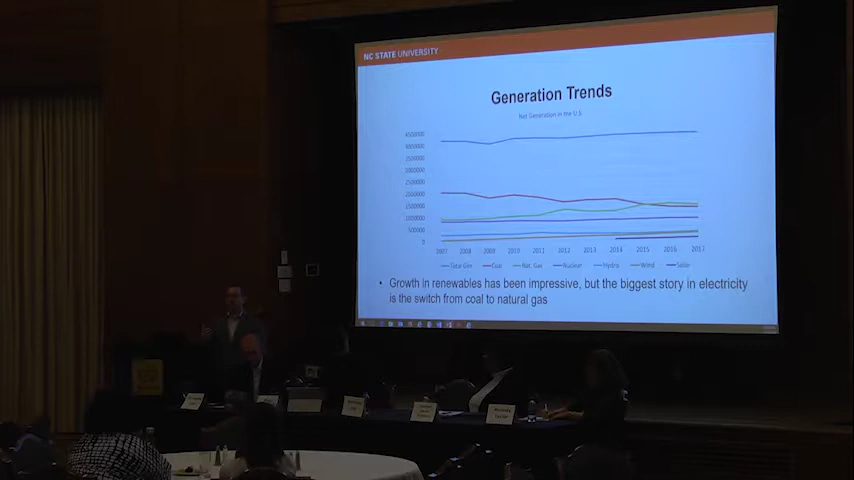 NC STATE UNIVERSITY
Generation Trends
Net Generation in the U.S.
4500000
4000000
3500000
3000000
2500000
2000000
1500000
1000000
500000
0
2007 2008 2009 2010 2011 2012 2013 2014 2015 2016 2017
Total Gen Coal Nat. Gas Nuclear Hydro Wind Solar
• Growth in renewables has been impressive, but the biggest story in electricity
is the switch from coal to natural gas